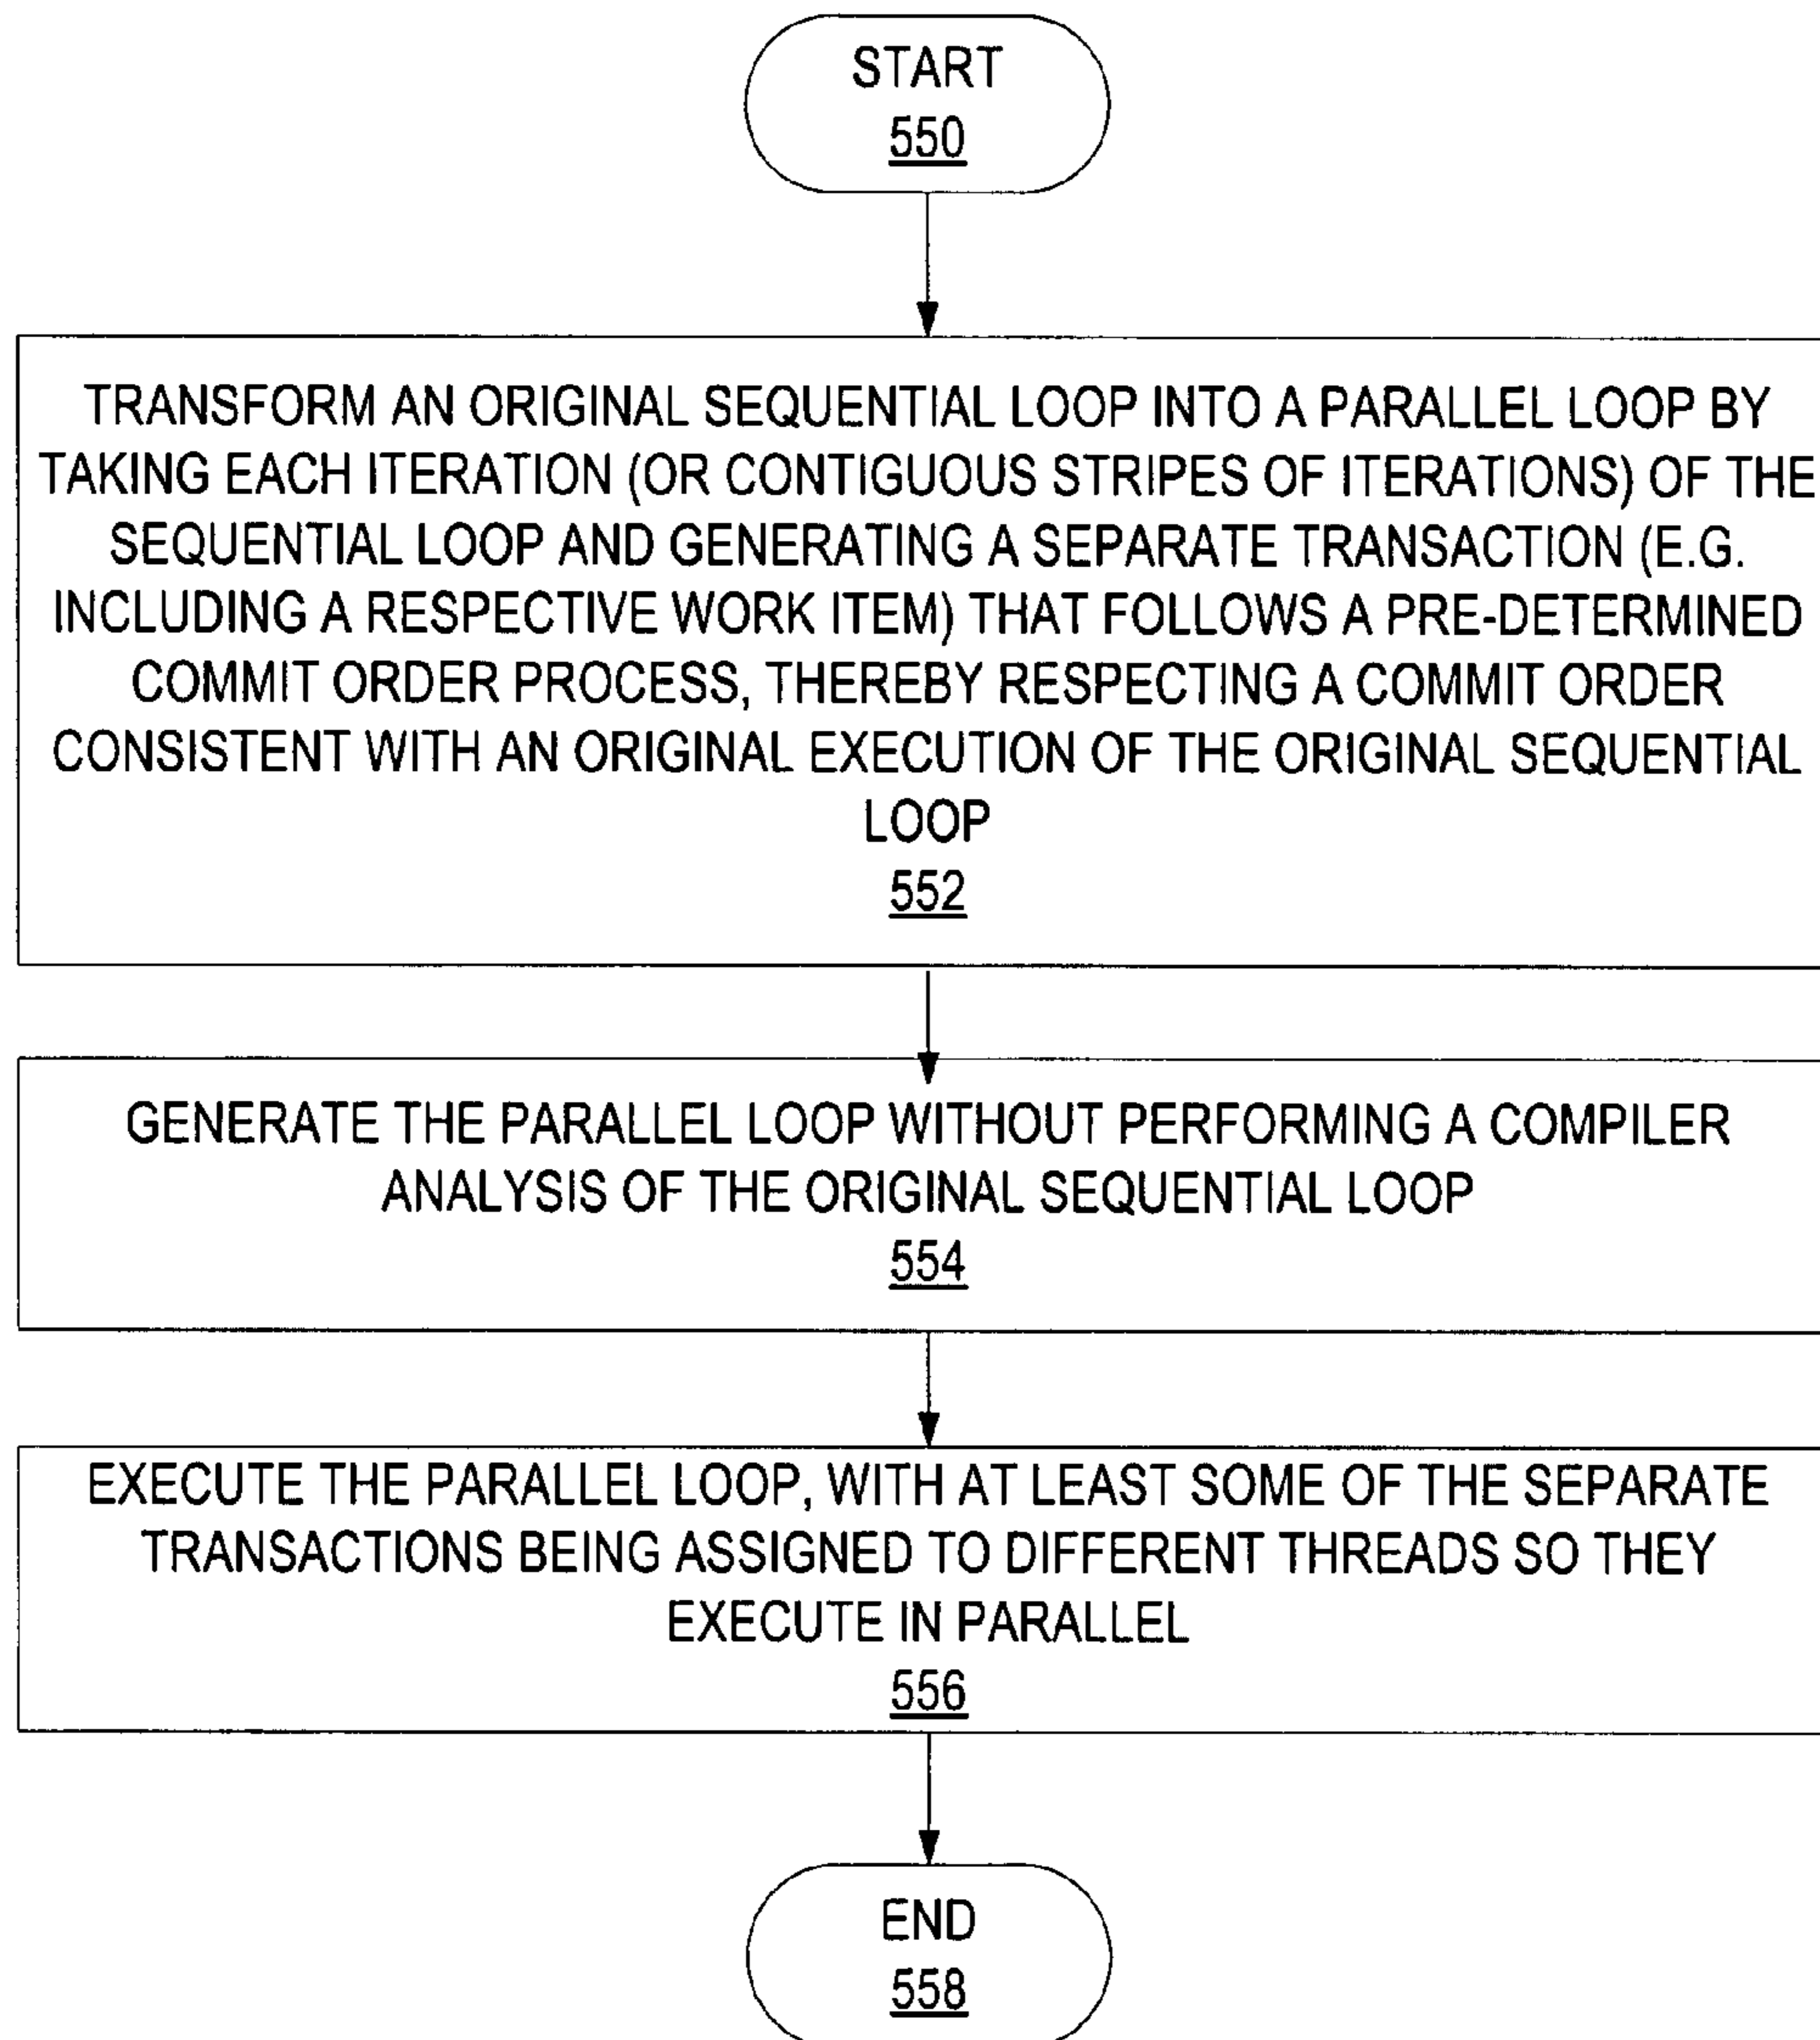 START
550
TRANSFORM AN ORIGINAL SEQUENTIAL LOOP INTO A PARALLEL LOOP BY
TAKING EACH ITERATION (OR CONTIGUOUS STRIPES OF ITERATIONS) OF THE
SEQUENTIAL LOOP AND GENERATING A SEPARATE TRANSACTION (E.G.
INCLUDING A RESPECTIVE WORK ITEM) THAT FOLLOWS A PRE-DETERMINED
COMMIT ORDER PROCESS, THEREBY RESPECTING A COMMIT ORDER
CONSISTENT WITH AN ORIGINAL EXECUTION OF THE ORIGINAL SEQUENTIAL
LOOP
552
GENERATE THE PARALLEL LOOP WITHOUT PERFORMING A COMPILER
ANALYSIS OF THE ORIGINAL SEQUENTIAL LOOP
554
EXECUTE THE PARALLEL LOOP, WITH AT LEAST SOME OF THE SEPARATE
TRANSACTIONS BEING ASSIGNED TO DIFFERENT THREADS SO THEY
EXECUTE IN PARALLEL
556
END
558